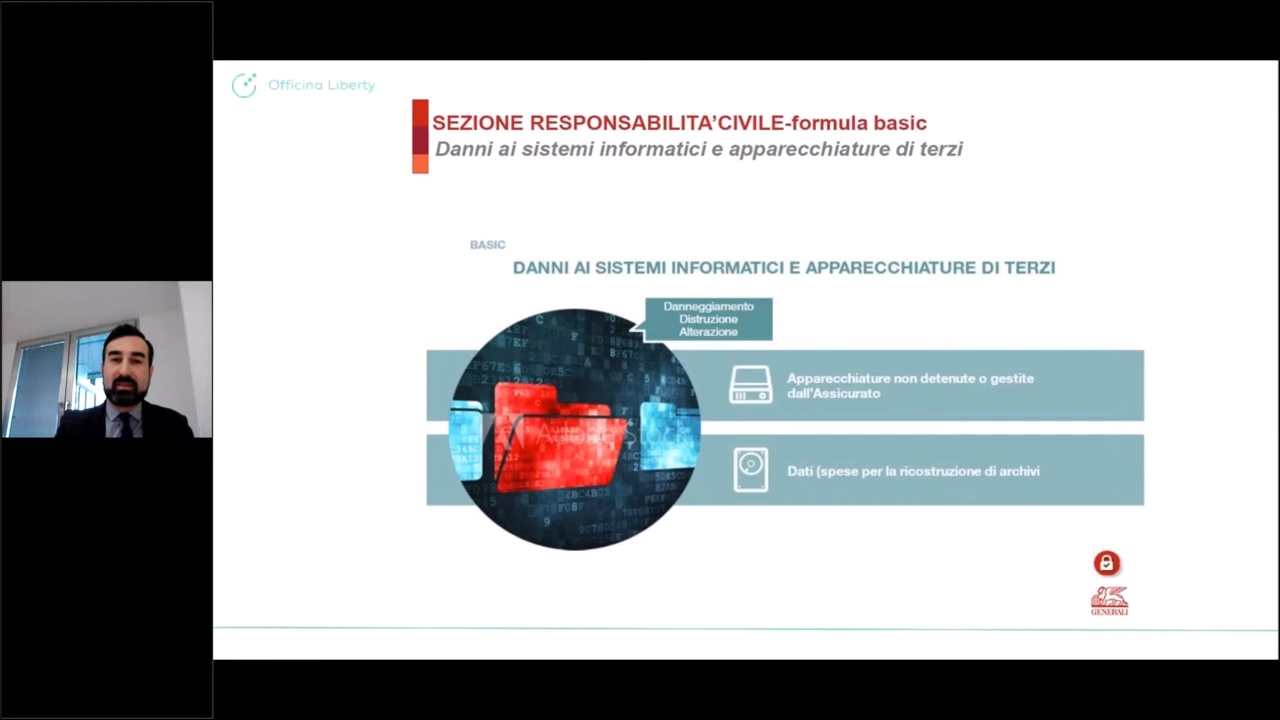 Officina Liberty
SEZIONE RESPONSABILITA’CIVILE-formula basic
Danni ai sistemi informatici e apparecchiature di terzi
BASIC
DANNI AI SISTEMI INFORMATICI E APPARECCHIATURE DI TERZI
Danneggiamento
Distruzione
Alterazione
Apparecchiature non detenute o gestite
dall'Assicurato
Dati (spese per la ricostruzione di archivi
GENERALI